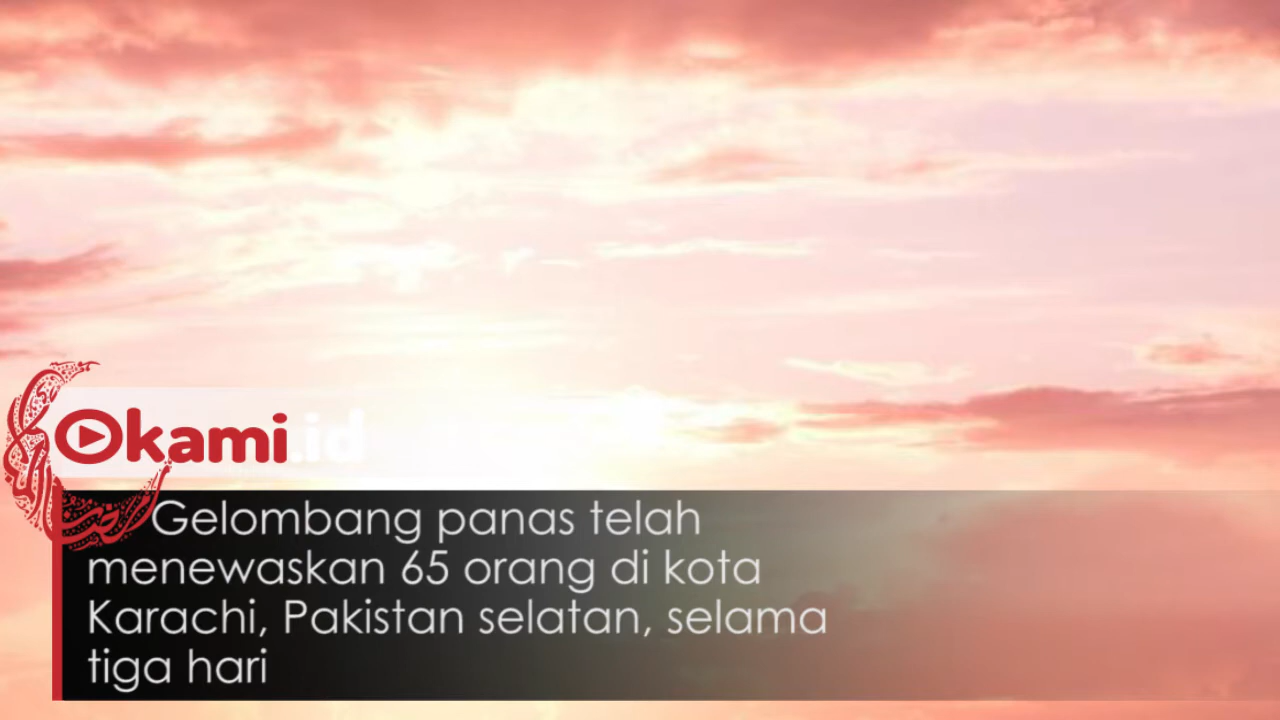 Okami.id
Gelombang panas telah
menewaskan 65 orang di kota
Karachi, Pakistan selatan, selama
tiga hari